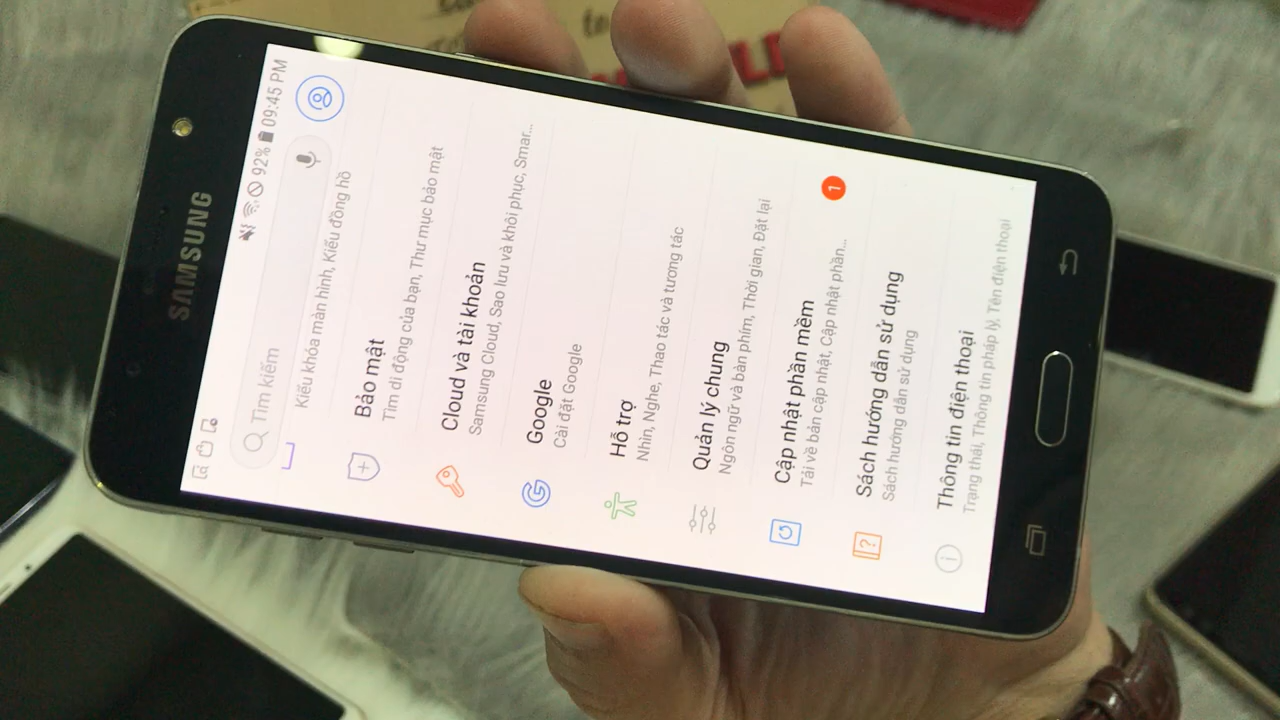 SAMSUNG
92% 09:45 PM
Tìm kiếm
Kiểu khóa màn hình, Kiểu đồng hồ
Bảo mật
Tìm di động của bạn, Thư mục bảo mật
Cloud và tài khoản
Samsung Cloud, Sao lưu và khôi phục, Smar...
Google
Cài đặt Google
Hỗ trợ
Nhìn, Nghe, Thao tác và tương tác
Quản lý chung
Ngôn ngữ và bàn phím, Thời gian, Đặt lại
Cập nhật phần mềm
1
Tải về bản cập nhật, Cập nhật phần...
Sách hướng dẫn sử dụng
Sách hướng dẫn sử dụng
Thông tin điện thoại
Trạng thái, Thông tin pháp lý, Tên điện thoại